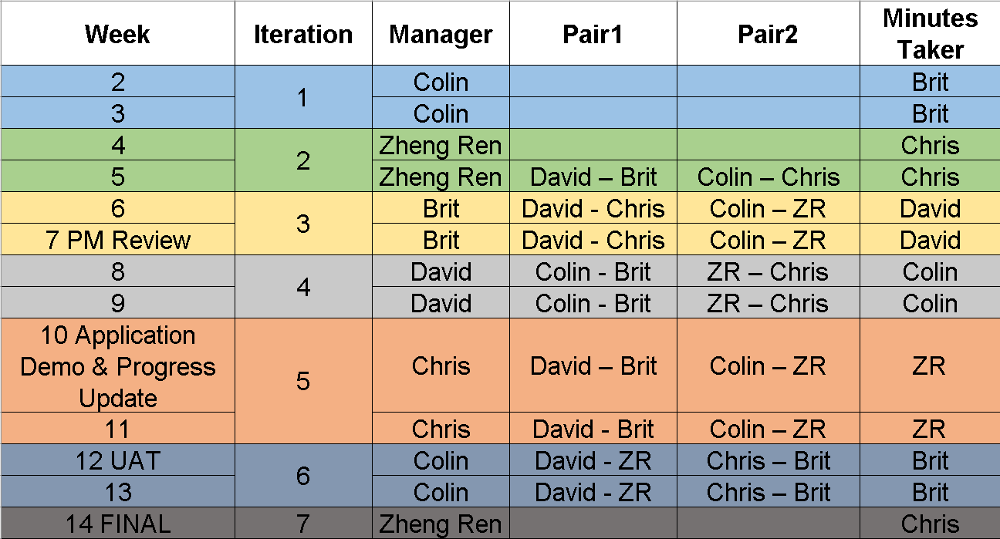 Week Iteration Manager Pair1 Pair2 Minutes Taker
2 1 Colin Brit
3 Colin Brit
4 2 Zheng Ren Chris
5 Zheng Ren David – Brit Colin – Chris Chris
6 3 Brit David - Chris Colin – ZR David
7 PM Review Brit David - Chris Colin – ZR David
8 4 David Colin - Brit ZR – Chris Colin
9 David Colin - Brit ZR – Chris Colin
10 Application Demo & Progress Update 5 Chris David – Brit Colin – ZR ZR
11 Chris David - Brit Colin – ZR ZR
12 UAT 6 Colin David - ZR Chris – Brit Brit
13 Colin David - ZR Chris – Brit Brit
14 FINAL 7 Zheng Ren Chris